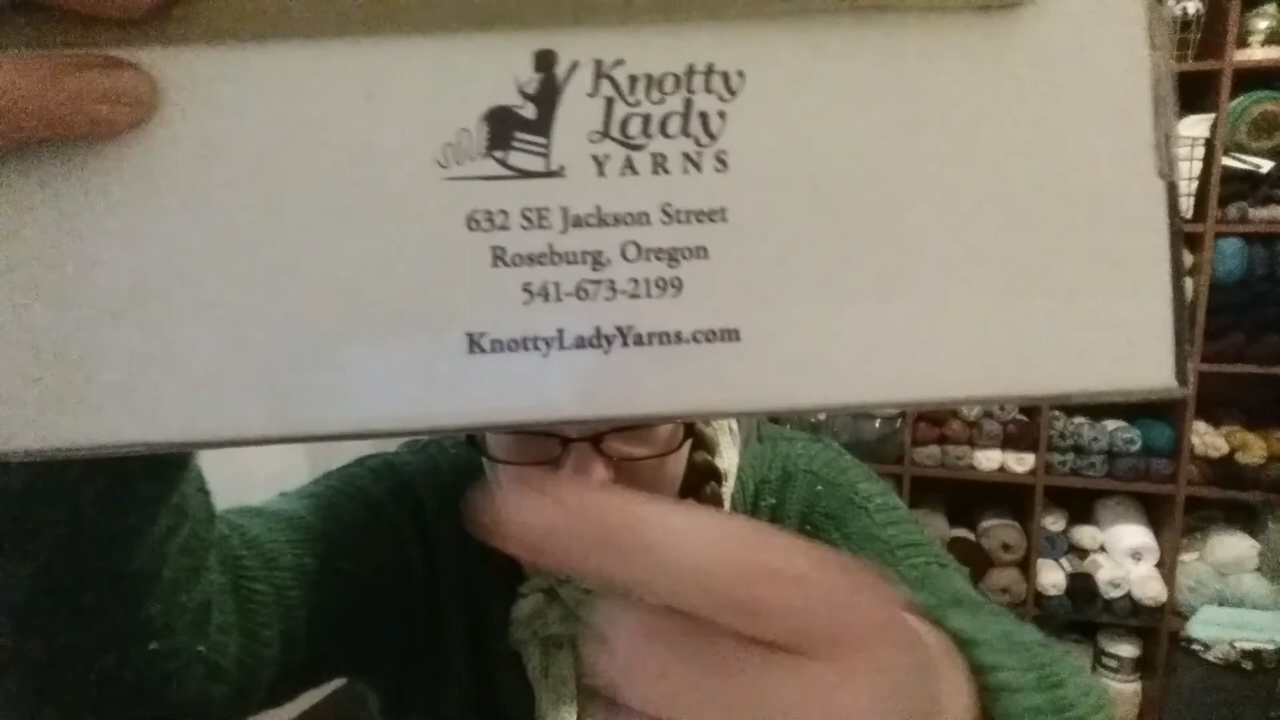 Knotty
Lady
YARNS
632 SE Jackson Street
Roseburg, Oregon
541-673-2199
KnottyLadyYarns.com